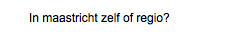 In maastricht zelf of regio?